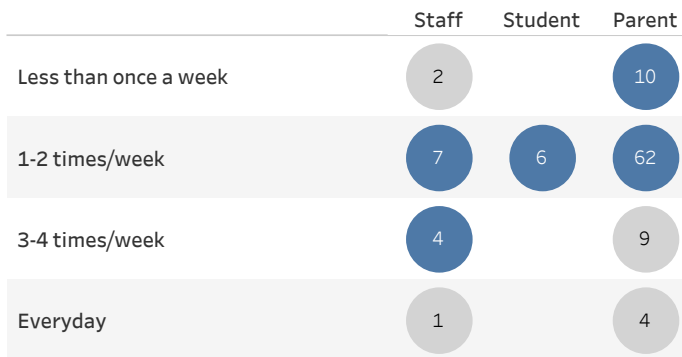 Staff Student Parent
Less than once a week 2 10
1-2 times/week 7 6 62
3-4 times/week 4 9
Everyday 1 4